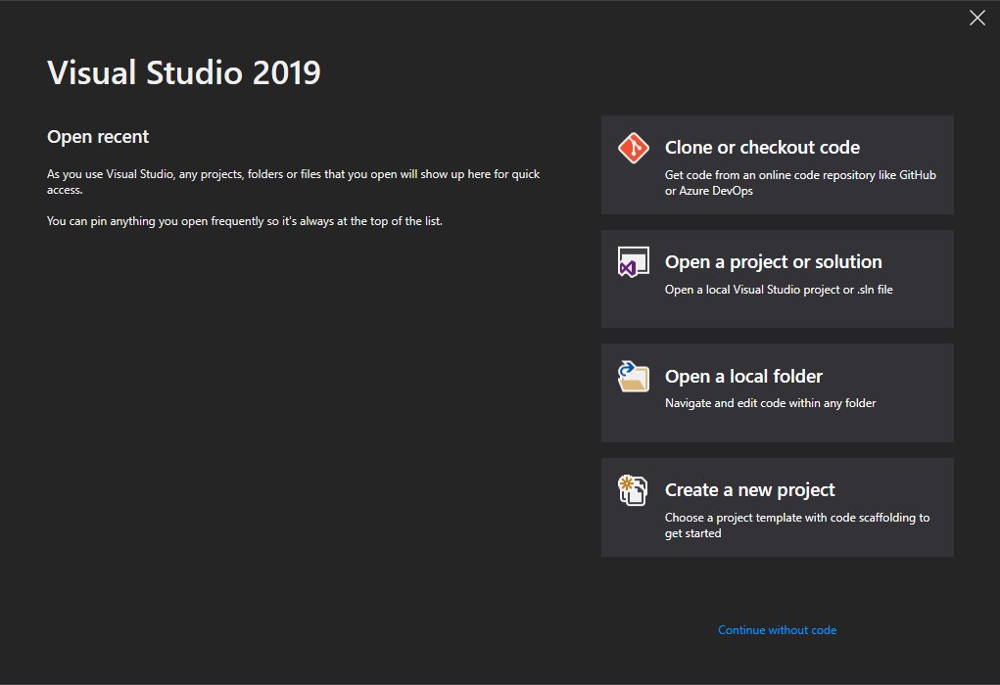 Visual Studio 2019
Open recent
As you use Visual Studio, any projects, folders or files that you open will show up here for quick
access.
You can pin anything you open frequently so it's always at the top of the list.
Clone or checkout code
Get code from an online code repository like GitHub
or Azure DevOps
Open a project or solution
Open a local Visual Studio project or .sln file
Open a local folder
Navigate and edit code within any folder
Create a new project
Choose a project template with code scaffolding to
get started
Continue without code